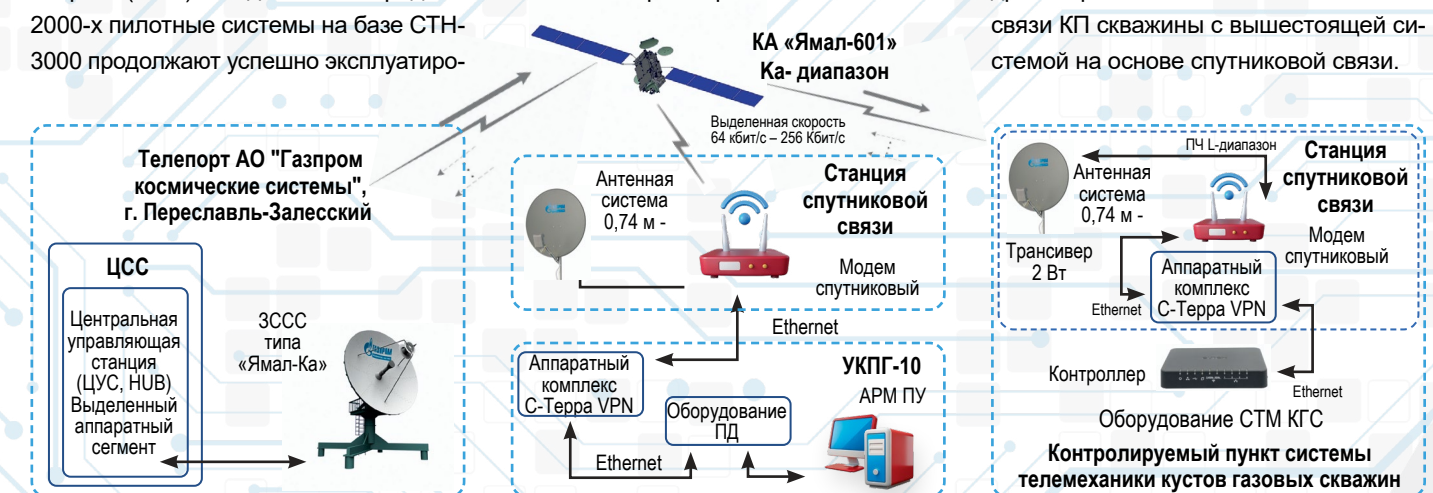 2000-х пилотные системы на базе СТН-
3000 продолжают успешно эксплуатиро-
связи КП скважины с вышестоящей си-
стемой на основе спутниковой связи.
КА «Ямал-601»
Ка- диапазон
Выделенная скорость
64 кбит/с – 256 Кбит/с
Телепорт АО "Газпром
космические системы",
г. Переславль-Залесский
ЦСС
Центральная
управляющая
станция
(ЦУС, HUB)
Выделенный
аппаратный
сегмент
ЗССС
типа
«Ямал-Ка»
Антенная
система
0,74 м -
Станция
спутниковой
связи
Модем
спутниковый
Ethernet
Аппаратный
комплекс
С-Терра VPN
УКПГ-10
АРМ ПУ
Оборудование
ПД
Ethernet
ПЧ L-диапазон
Антенная
система
0,74 м -
Станция
спутниковой
связи
Трансивер
2 Вт
Модем
спутниковый
Аппаратный
комплекс
С-Терра VPN
Ethernet
Контроллер
Ethernet
Оборудование СТМ КГС
Контролируемый пункт системы
телемеханики кустов газовых скважин